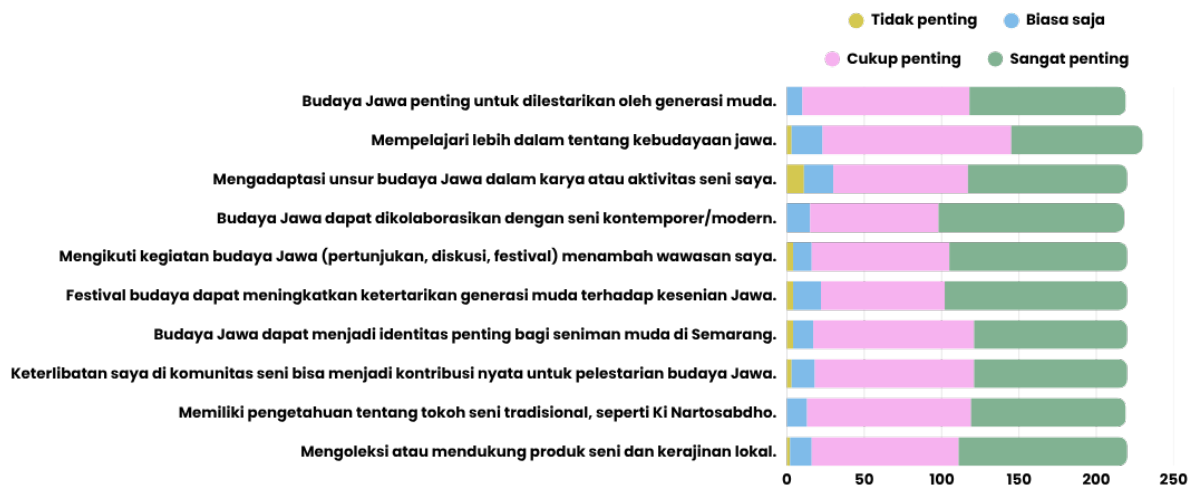 Tidak penting
Biasa saja
Cukup penting
Sangat penting
Budaya Jawa penting untuk dilestarikan oleh generasi muda.
Mempelajari lebih dalam tentang kebudayaan jawa.
Mengadaptasi unsur budaya Jawa dalam karya atau aktivitas seni saya.
Budaya Jawa dapat dikolaborasikan dengan seni kontemporer/modern.
Mengikuti kegiatan budaya Jawa (pertunjukan, diskusi, festival) menambah wawasan saya.
Festival budaya dapat meningkatkan ketertarikan generasi muda terhadap kesenian Jawa.
Budaya Jawa dapat menjadi identitas penting bagi seniman muda di Semarang.
Keterlibatan saya di komunitas seni bisa menjadi kontribusi nyata untuk pelestarian budaya Jawa.
Memiliki pengetahuan tentang tokoh seni tradisional, seperti Ki Nartosabdho.
Mengoleksi atau mendukung produk seni dan kerajinan lokal.
0 50 100 150 200 250